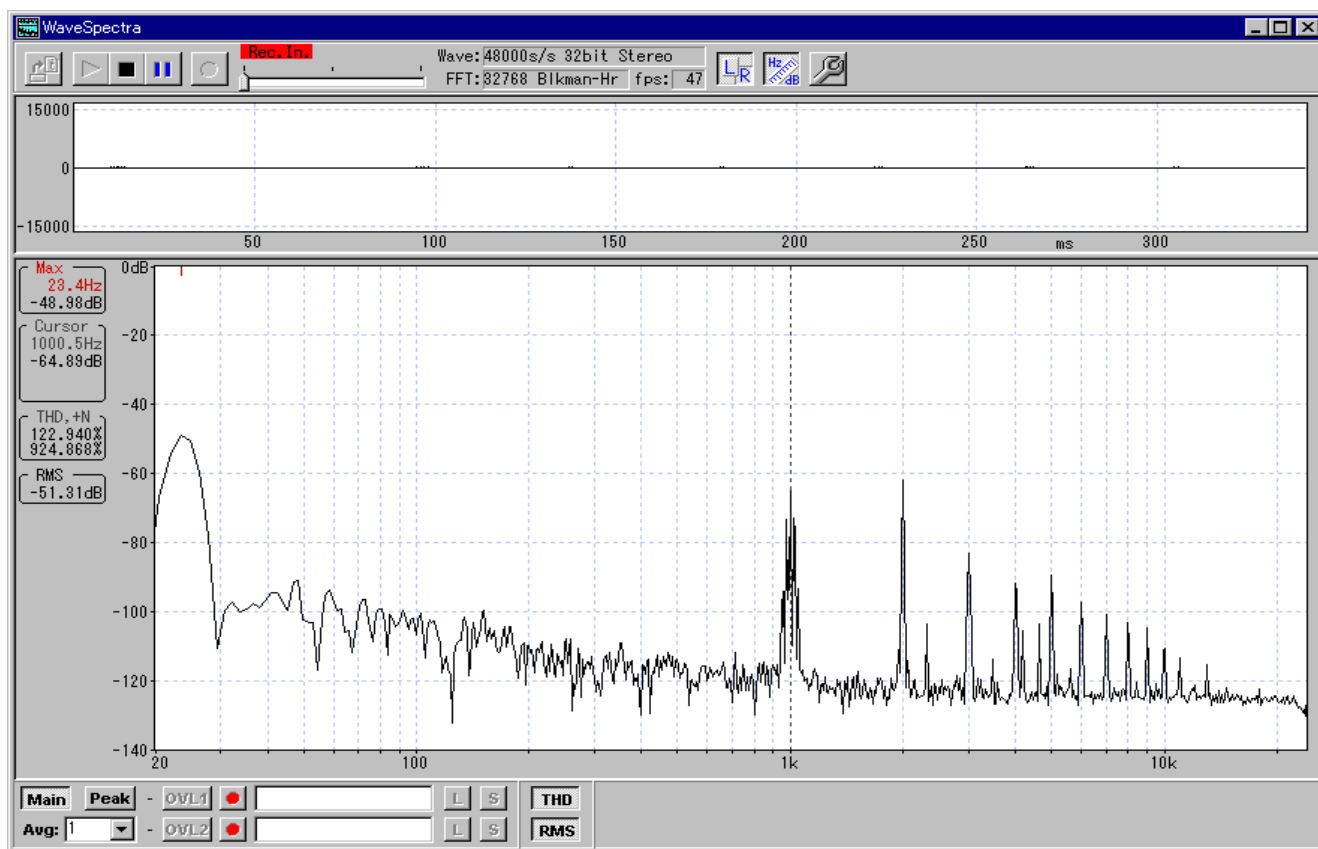 WaveSpectra
Rec.In.
Wave: 48000s/s 32bit Stereo
FFT: 32768 Blkman-Hr fps: 47
L R
Hz dB
15000
0
-15000
50 100 150 200 250 ms 300
Max
23.4Hz
-48.98dB
Cursor
1000.5Hz
-64.89dB
THD,+N
122.940%
924.868%
RMS
-51.31dB
0dB
-20
-40
-60
-80
-100
-120
-140
20 100 1k 10k
Main Peak - OVL1 L S THD
Avg: 1 - OVL2 L S RMS